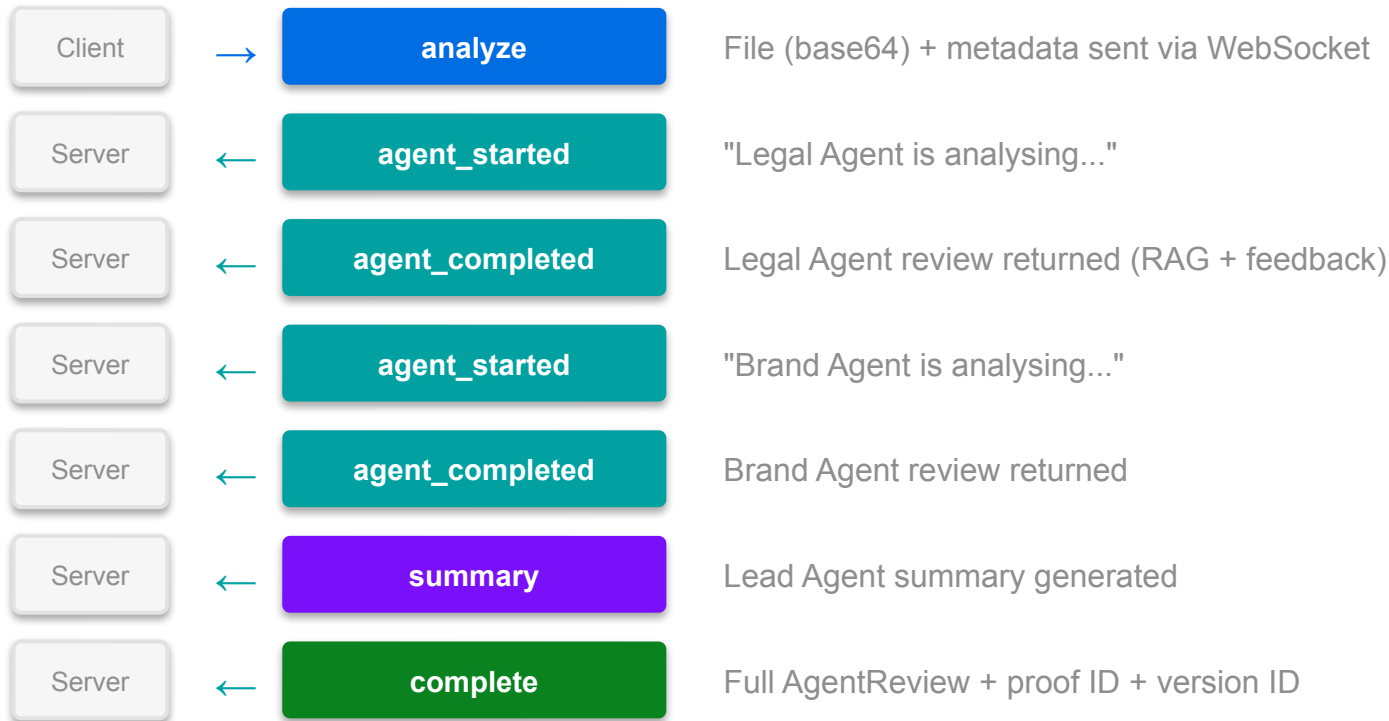 Client → analyze File (base64) + metadata sent via WebSocket
Server ← agent_started "Legal Agent is analysing..."
Server ← agent_completed Legal Agent review returned (RAG + feedback)
Server ← agent_started "Brand Agent is analysing..."
Server ← agent_completed Brand Agent review returned
Server ← summary Lead Agent summary generated
Server ← complete Full AgentReview + proof ID + version ID